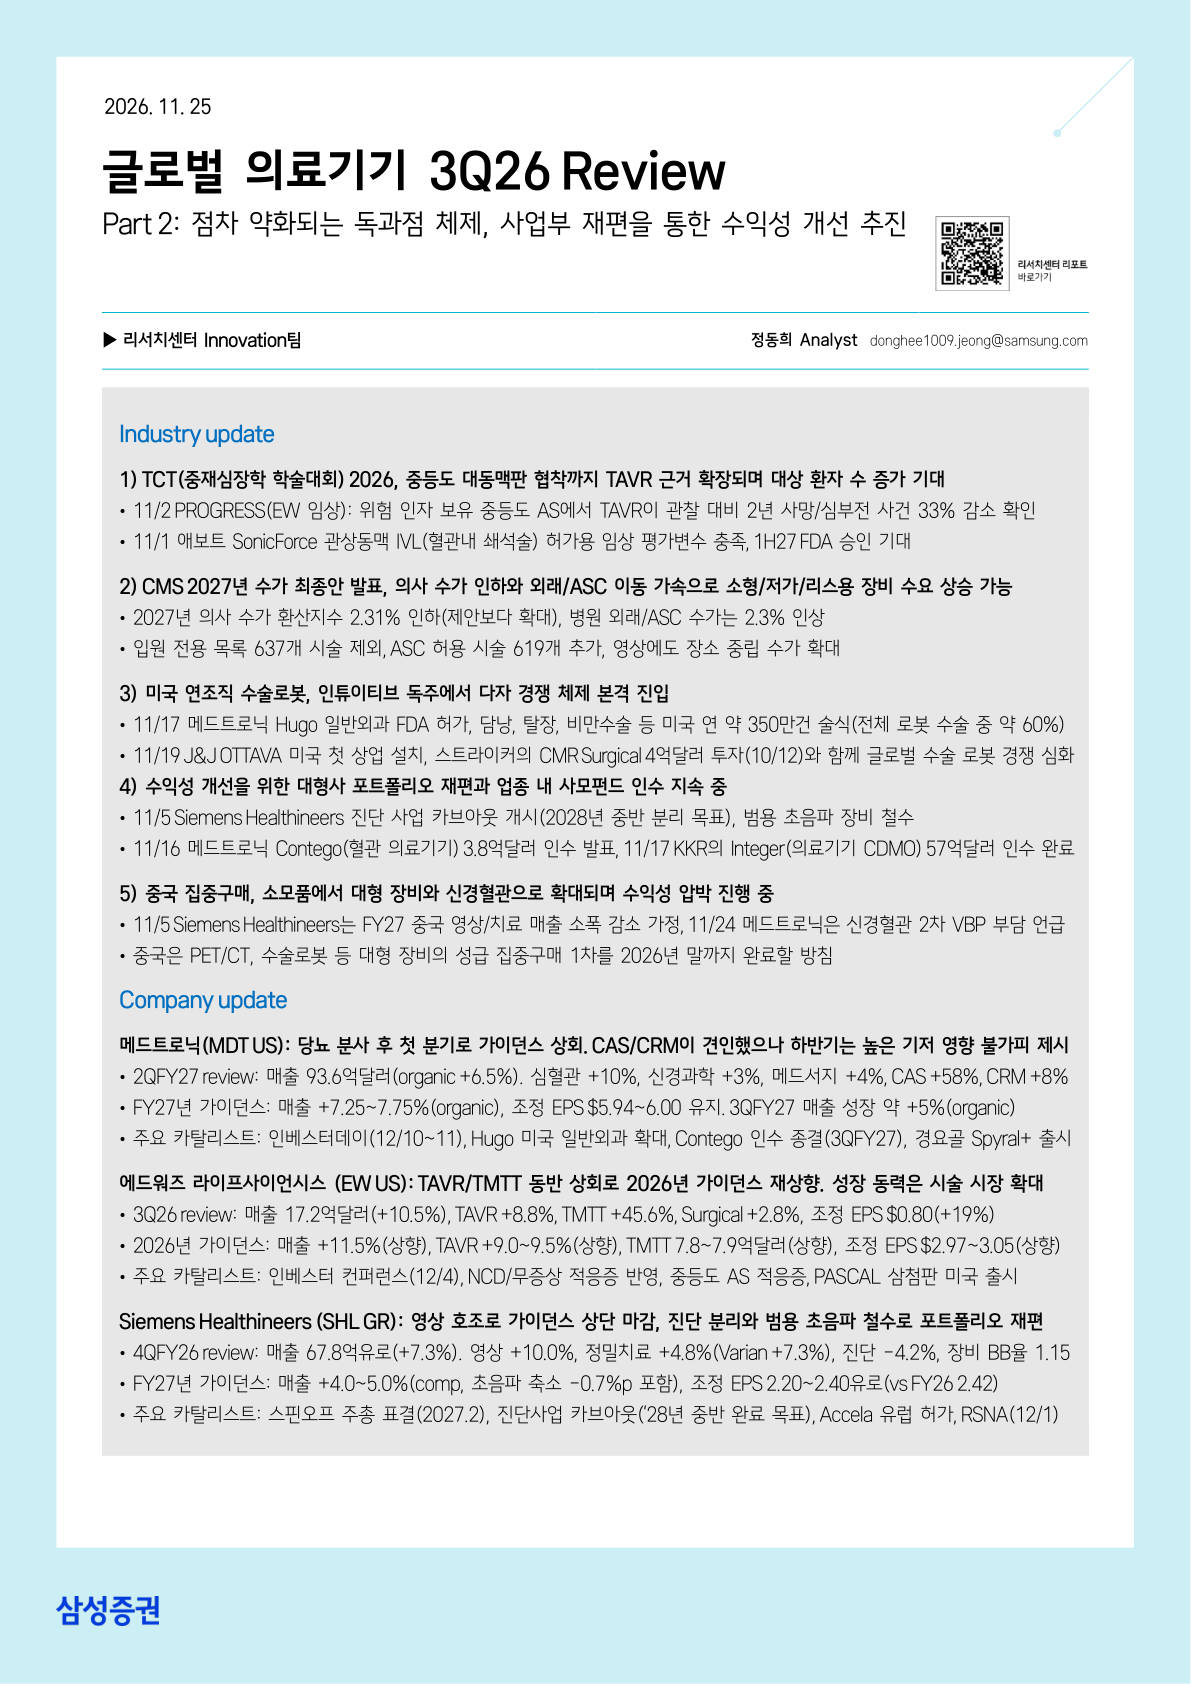 2026. 11. 25
글로벌 의료기기 3Q26 Review
Part 2: 점차 약화되는 독과점 체제, 사업부 재편을 통한 수익성 개선 추진
리서치센터 리포트
바로가기
▶ 리서치센터 Innovation팀
정동희 Analyst donghee1009.jeong@samsung.com
Industry update
1) TCT(중재심장학 학술대회) 2026, 중등도 대동맥판 협착까지 TAVR 근거 확장되며 대상 환자 수 증가 기대
• 11/2 PROGRESS(EW 임상): 위험 인자 보유 중등도 AS에서 TAVR이 관찰 대비 2년 사망/심부전 사건 33% 감소 확인
• 11/1 애보트 SonicForce 관상동맥 IVL(혈관내 쇄석술) 허가용 임상 평가변수 충족, 1H27 FDA 승인 기대
2) CMS 2027년 수가 최종안 발표, 의사 수가 인하와 외래/ASC 이동 가속으로 소형/저가/리스용 장비 수요 상승 가능
• 2027년 의사 수가 환산지수 2.31% 인하(제안보다 확대), 병원 외래/ASC 수가는 2.3% 인상
• 입원 전용 목록 637개 시술 제외, ASC 허용 시술 619개 추가, 영상에도 장소 중립 수가 확대
3) 미국 연조직 수술로봇, 인튜이티브 독주에서 다자 경쟁 체제 본격 진입
• 11/17 메드트로닉 Hugo 일반외과 FDA 허가, 담낭, 탈장, 비만수술 등 미국 연 약 350만건 술식(전체 로봇 수술 중 약 60%)
• 11/19 J&J OTTAVA 미국 첫 상업 설치, 스트라이커의 CMR Surgical 4억달러 투자(10/12)와 함께 글로벌 수술 로봇 경쟁 심화
4) 수익성 개선을 위한 대형사 포트폴리오 재편과 업종 내 사모펀드 인수 지속 중
• 11/5 Siemens Healthineers 진단 사업 카브아웃 개시(2028년 중반 분리 목표), 범용 초음파 장비 철수
• 11/16 메드트로닉 Contego(혈관 의료기기) 3.8억달러 인수 발표, 11/17 KKR의 Integer(의료기기 CDMO) 57억달러 인수 완료
5) 중국 집중구매, 소모품에서 대형 장비와 신경혈관으로 확대되며 수익성 압박 진행 중
• 11/5 Siemens Healthineers는 FY27 중국 영상/치료 매출 소폭 감소 가정, 11/24 메드트로닉은 신경혈관 2차 VBP 부담 언급
• 중국은 PET/CT, 수술로봇 등 대형 장비의 성급 집중구매 1차를 2026년 말까지 완료할 방침
Company update
메드트로닉(MDT US): 당뇨 분사 후 첫 분기로 가이던스 상회. CAS/CRM이 견인했으나 하반기는 높은 기저 영향 불가피 제시
• 2QFY27 review: 매출 93.6억달러(organic +6.5%). 심혈관 +10%, 신경과학 +3%, 메드서지 +4%, CAS +58%, CRM +8%
• FY27년 가이던스: 매출 +7.25~7.75%(organic), 조정 EPS $5.94~6.00 유지. 3QFY27 매출 성장 약 +5%(organic)
• 주요 카탈리스트: 인베스터데이(12/10~11), Hugo 미국 일반외과 확대, Contego 인수 종결(3QFY27), 경요골 Spyral+ 출시
에드워즈 라이프사이언시스 (EW US): TAVR/TMTT 동반 상회로 2026년 가이던스 재상향. 성장 동력은 시술 시장 확대
• 3Q26 review: 매출 17.2억달러(+10.5%), TAVR +8.8%, TMTT +45.6%, Surgical +2.8%, 조정 EPS $0.80(+19%)
• 2026년 가이던스: 매출 +11.5%(상향), TAVR +9.0~9.5%(상향), TMTT 7.8~7.9억달러(상향), 조정 EPS $2.97~3.05(상향)
• 주요 카탈리스트: 인베스터 컨퍼런스(12/4), NCD/무증상 적응증 반영, 중등도 AS 적응증, PASCAL 삼첨판 미국 출시
Siemens Healthineers (SHL GR): 영상 호조로 가이던스 상단 마감, 진단 분리와 범용 초음파 철수로 포트폴리오 재편
• 4QFY26 review: 매출 67.8억유로(+7.3%). 영상 +10.0%, 정밀치료 +4.8%(Varian +7.3%), 진단 -4.2%, 장비 BB율 1.15
• FY27년 가이던스: 매출 +4.0~5.0%(comp, 초음파 축소 -0.7%p 포함), 조정 EPS 2.20~2.40유로(vs FY26 2.42)
• 주요 카탈리스트: 스핀오프 주총 표결(2027.2), 진단사업 카브아웃('28년 중반 완료 목표), Accela 유럽 허가, RSNA(12/1)
삼성증권